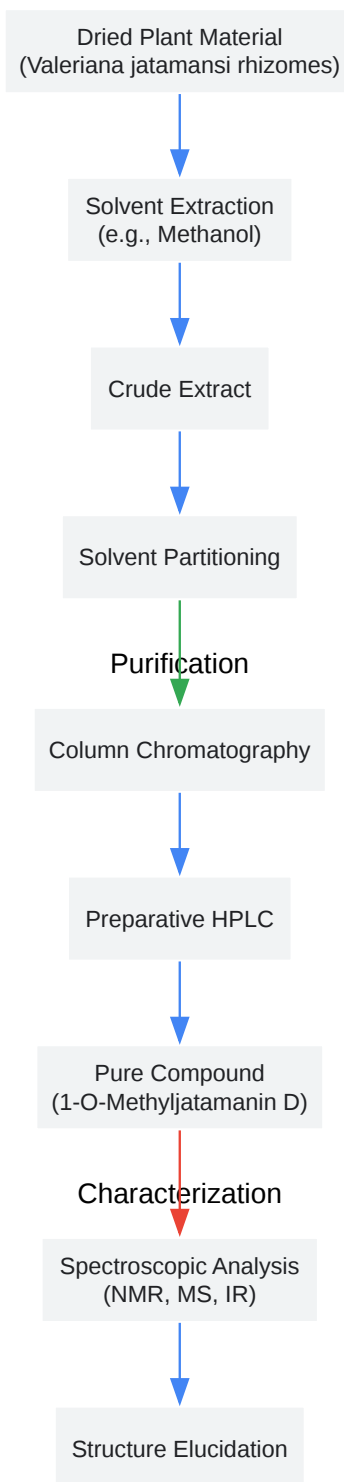 Dried Plant Material
(Valeriana jatamansi rhizomes)
Solvent Extraction
(e.g., Methanol)
Crude Extract
Solvent Partitioning
Purification
Column Chromatography
Preparative HPLC
Pure Compound
(1-O-Methyljatamanin D)
Characterization
Spectroscopic Analysis
(NMR, MS, IR)
Structure Elucidation